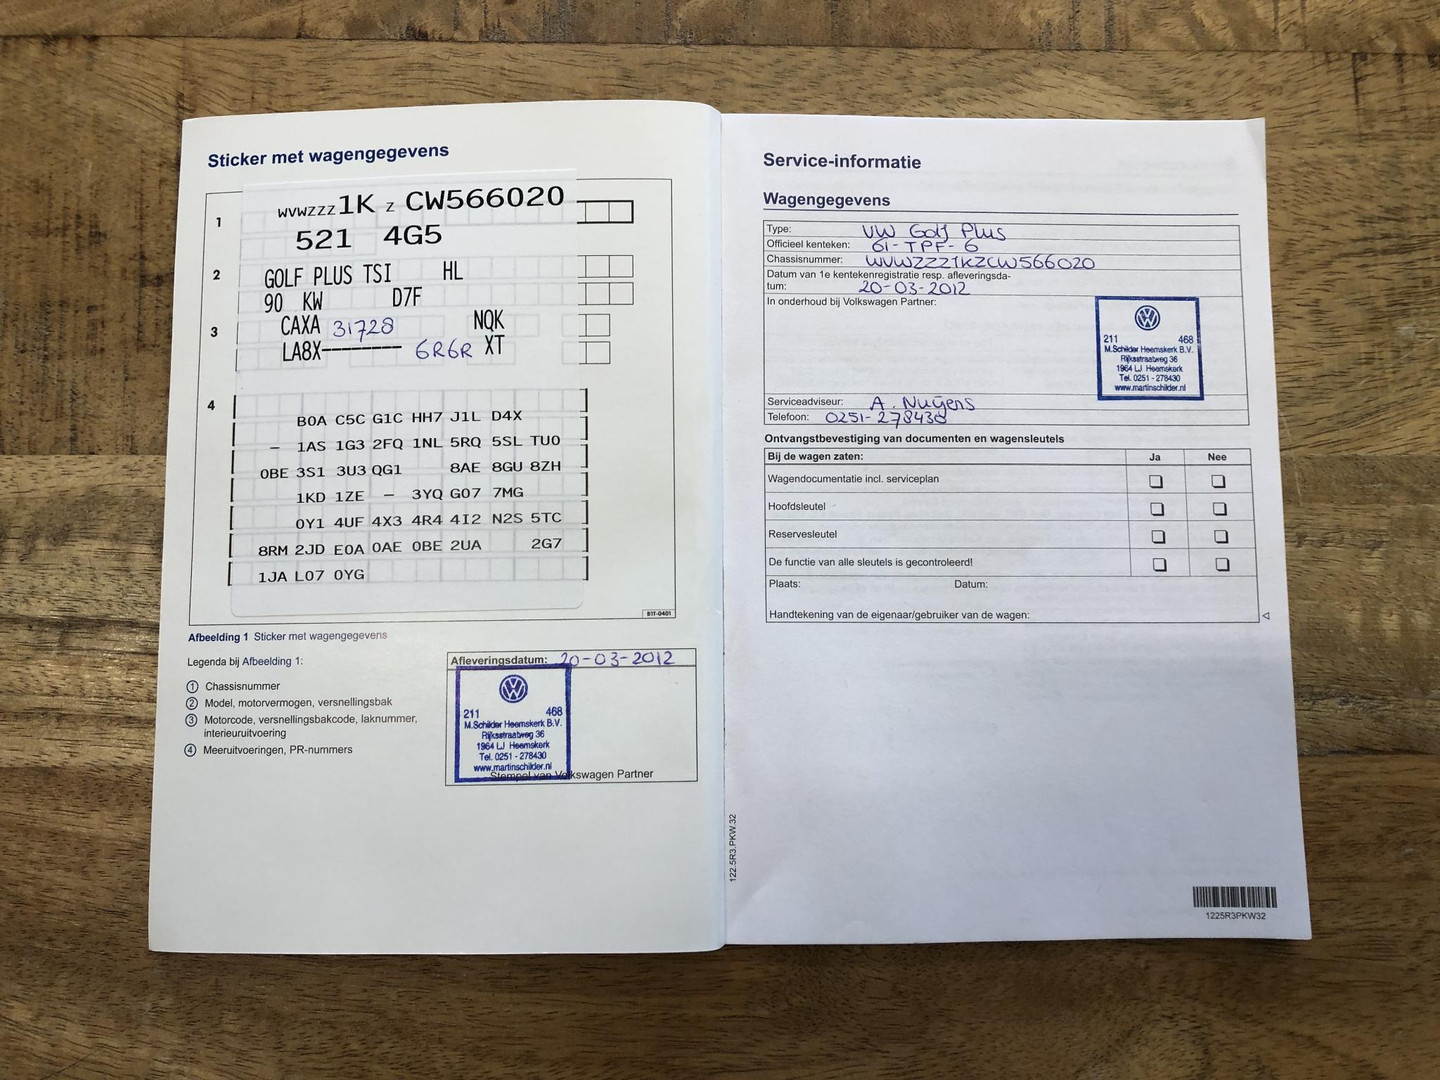 Sticker met wagengegevens
1
WVWZZZ1K Z CW566020
521 4G5
2
GOLF PLUS TSI HL
90 KW D7F
3
CAXA 31728 NQK
LA8X--------- 6R6R XT
4
B0A C5C G1C HH7 J1L D4X
- 1AS 1G3 2FQ 1NL 5RQ 5SL TU0
0BE 3S1 3U3 QG1 8AE 8GU 8ZH
1KD 1ZE - 3YQ G07 7MG
0Y1 4UF 4X3 4R4 4I2 N2S 5TC
8RM 2JD E0A 0AE 0BE 2UA 2G7
1JA L07 0YG
B1T-0401
Afbeelding 1 Sticker met wagengegevens
Legenda bij Afbeelding 1:
1 Chassisnummer
2 Model, motorvermogen, versnellingsbak
3 Motorcode, versnellingsbakcode, laknummer,
interieuruitvoering
4 Meeruitvoeringen, PR-nummers
Afleveringsdatum: 20-03-2012
211 468
M.Schilder Heemskerk B.V.
Rijksstraatweg 36
1964 LJ Heemskerk
Tel. 0251 - 278430
www.martinschilder.nl
Stempel van Volkswagen Partner
Service-informatie
Wagengegevens
Type: VW Golf Plus
Officieel kenteken: 61-TPF-6
Chassisnummer: WVWZZZ1KZCW566020
Datum van 1e kentekenregistratie resp. afleveringsda-
tum: 20-03-2012
In onderhoud bij Volkswagen Partner:
211 468
M.Schilder Heemskerk B.V.
Rijksstraatweg 36
1964 LJ Heemskerk
Tel. 0251 - 278430
www.martinschilder.nl
Serviceadviseur: A. Nuijens
Telefoon: 0251-278430
Ontvangstbevestiging van documenten en wagensleutels
Bij de wagen zaten: Ja Nee
Wagendocumentatie incl. serviceplan
Hoofdsleutel
Reservesleutel
De functie van alle sleutels is gecontroleerd!
Plaats: Datum:
Handtekening van de eigenaar/gebruiker van de wagen:
122.5R3.PKW.32
1225R3PKW32